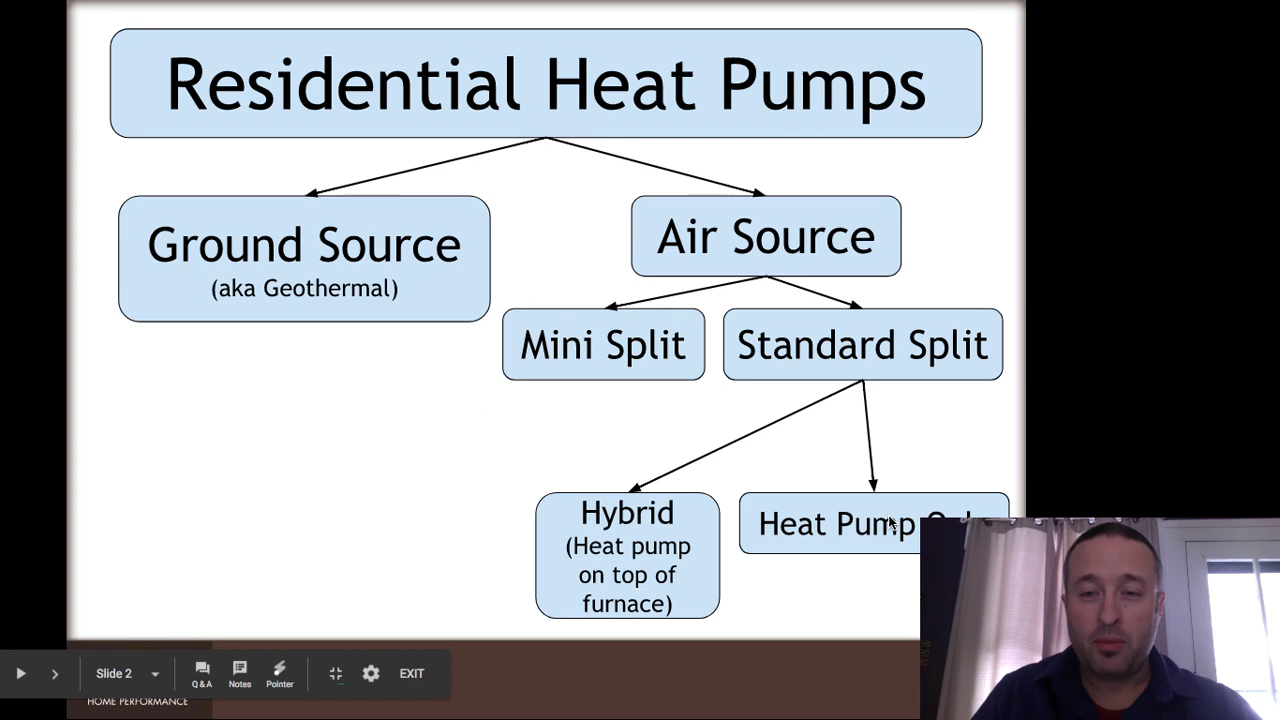 Residential Heat Pumps
Ground Source
(aka Geothermal)
Air Source
Mini Split
Standard Split
Hybrid
(Heat pump
on top of
furnace)
Heat Pump
Slide 2
Q&A
Notes
Pointer
EXIT
HOME PERFORMANCE